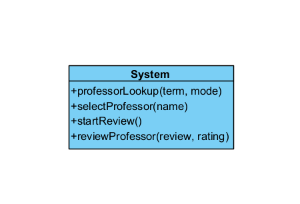 System
+professorLookup(term, mode)
+selectProfessor(name)
+startReview()
+reviewProfessor(review, rating)